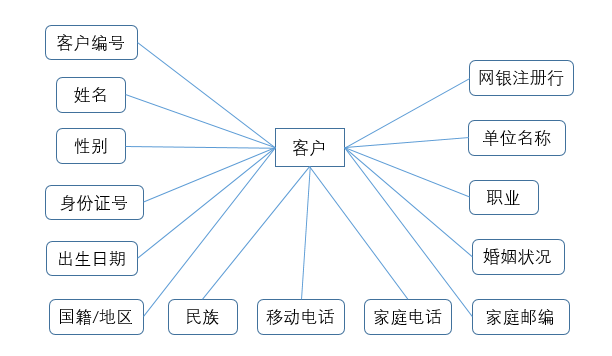 客户编号
姓名
性别
身份证号
出生日期
国籍/地区
民族
移动电话
家庭电话
客户
网银注册行
单位名称
职业
婚姻状况
家庭邮编